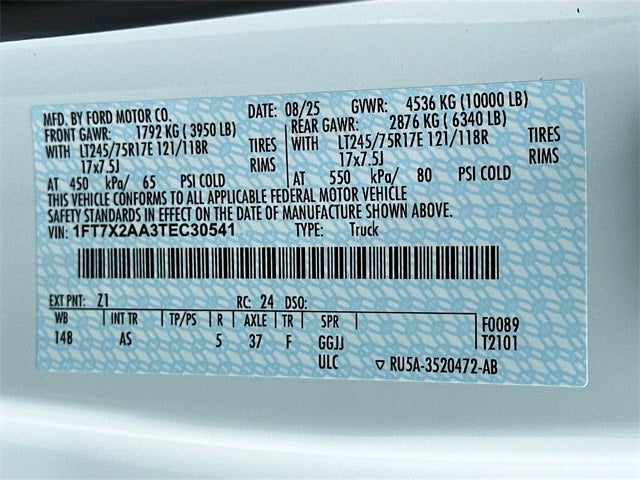 MFD. BY FORD MOTOR CO. DATE: 08/25 GVWR: 4536 KG (10000 LB)
FRONT GAWR: 1792 KG (3950 LB) REAR GAWR: 2876 KG (6340 LB)
WITH LT245/75R17E 121/118R TIRES WITH LT245/75R17E 121/118R TIRES
17x7.5J RIMS 17x7.5J RIMS
AT 450 kPa/ 65 PSI COLD AT 550 kPa/ 80 PSI COLD
THIS VEHICLE CONFORMS TO ALL APPLICABLE FEDERAL MOTOR VEHICLE
SAFETY STANDARDS IN EFFECT ON THE DATE OF MANUFACTURE SHOWN ABOVE.
VIN: 1FT7X2AA3TEC30541 TYPE: Truck
EXT PNT: Z1 RC: 24 DSO:
WB INT TR TP/PS R AXLE TR SPR F0089
148 AS 5 37 F GGJJ T2101
ULC RU5A-3520472-AB